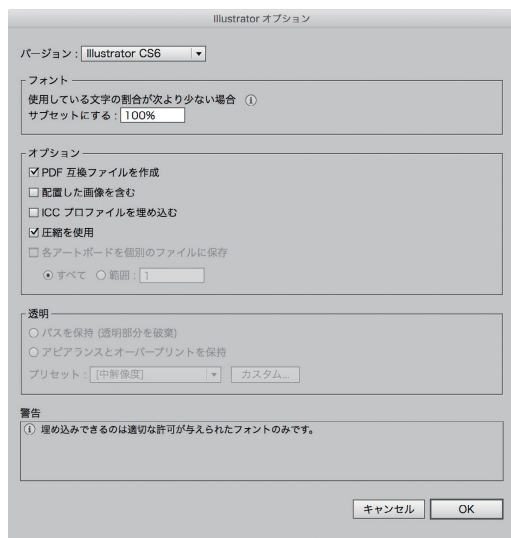 Illustrator オプション
バージョン : Illustrator CS6
フォント
使用している文字の割合が次より少ない場合
サブセットにする : 100%
オプション
PDF 互換ファイルを作成
配置した画像を含む
ICC プロファイルを埋め込む
圧縮を使用
各アートボードを個別のファイルに保存
すべて 範囲 : 1
透明
パスを保持 (透明部分を破棄)
アピアランスとオーバープリントを保持
プリセット : [中解像度] カスタム...
警告
埋め込みできるのは適切な許可が与えられたフォントのみです。
キャンセル OK